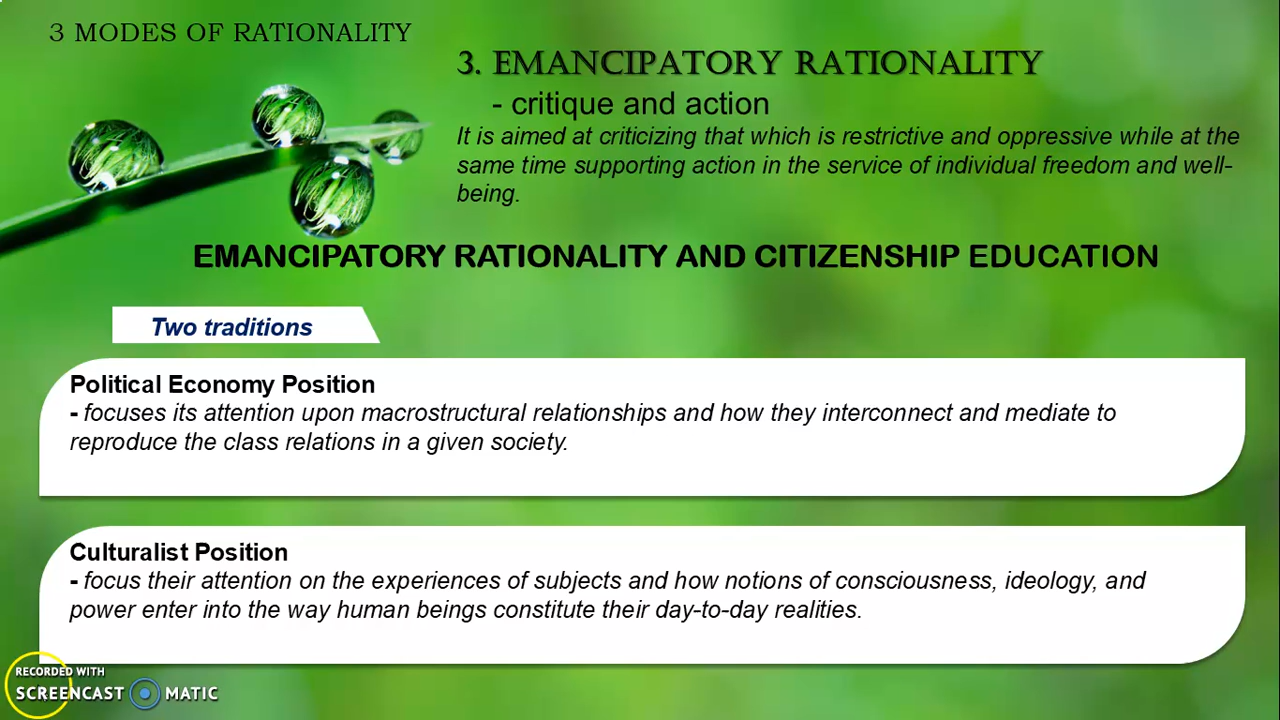 3 MODES OF RATIONALITY
3. EMANCIPATORY RATIONALITY
- critique and action
It is aimed at criticizing that which is restrictive and oppressive while at the
same time supporting action in the service of individual freedom and well-
being.
EMANCIPATORY RATIONALITY AND CITIZENSHIP EDUCATION
Two traditions
Political Economy Position
- focuses its attention upon macrostructural relationships and how they interconnect and mediate to
reproduce the class relations in a given society.
Culturalist Position
- focus their attention on the experiences of subjects and how notions of consciousness, ideology, and
power enter into the way human beings constitute their day-to-day realities.
RECORDED WITH
SCREENCAST MATIC